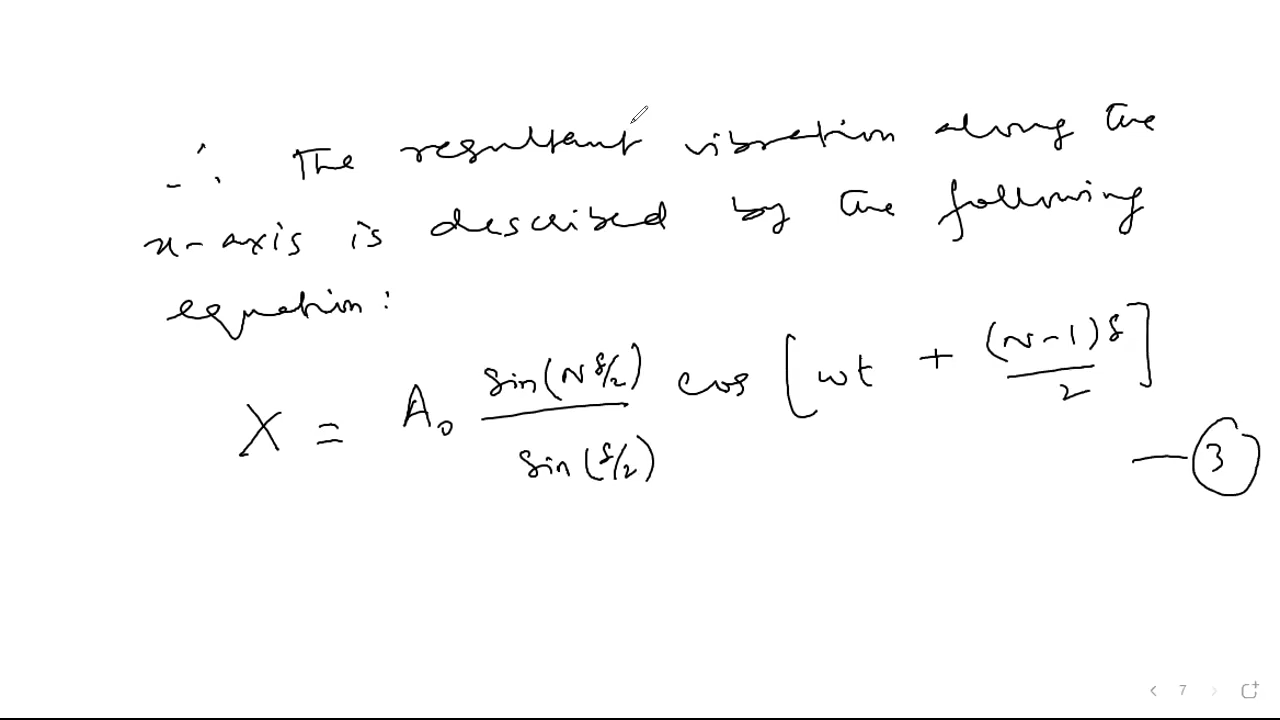 ∴ The resultant vibration along the
x-axis is described by the following
equation:
X = A₀ sin(Nδ/2) / sin(δ/2) cos [ωt + (N-1)δ / 2]
— ③
7